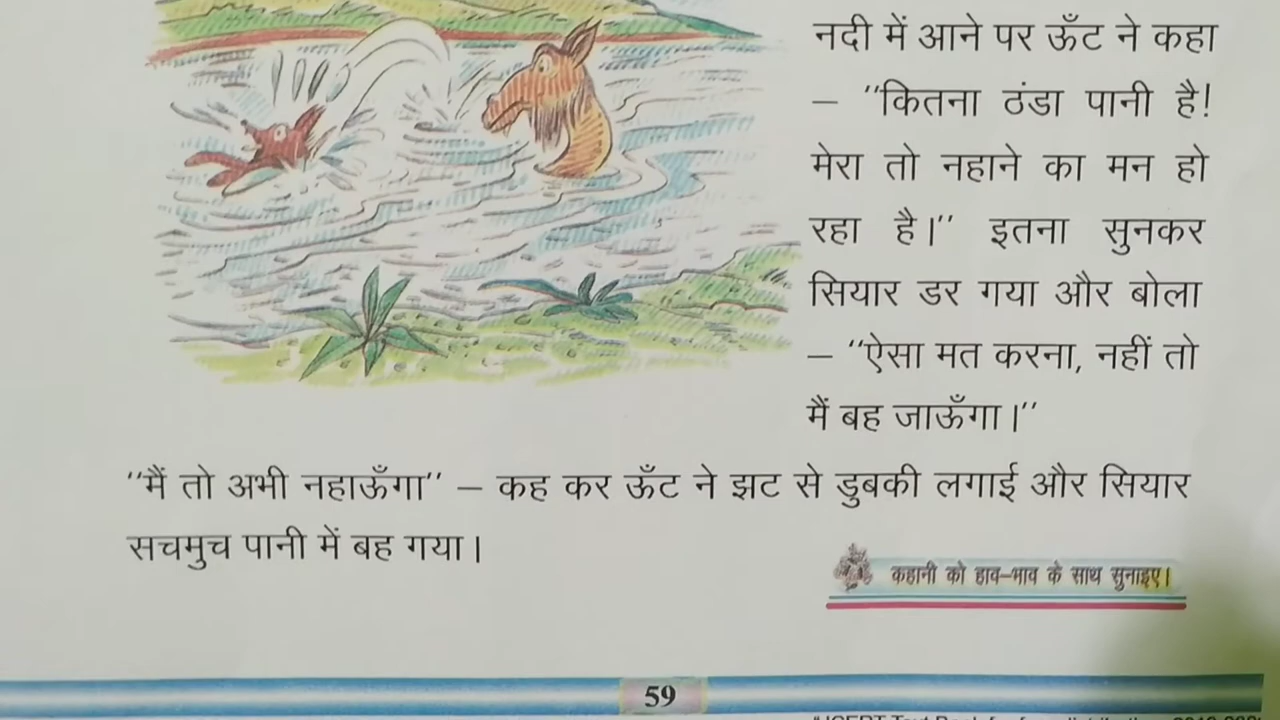 नदी में आने पर ऊँट ने कहा
– ''कितना ठंडा पानी है!
मेरा तो नहाने का मन हो
रहा है।'' इतना सुनकर
सियार डर गया और बोला
– ''ऐसा मत करना, नहीं तो
मैं बह जाऊँगा।''
''मैं तो अभी नहाऊँगा'' – कह कर ऊँट ने झट से डुबकी लगाई और सियार
सचमुच पानी में बह गया।
कहानी को हाव–भाव के साथ सुनाइए।
59